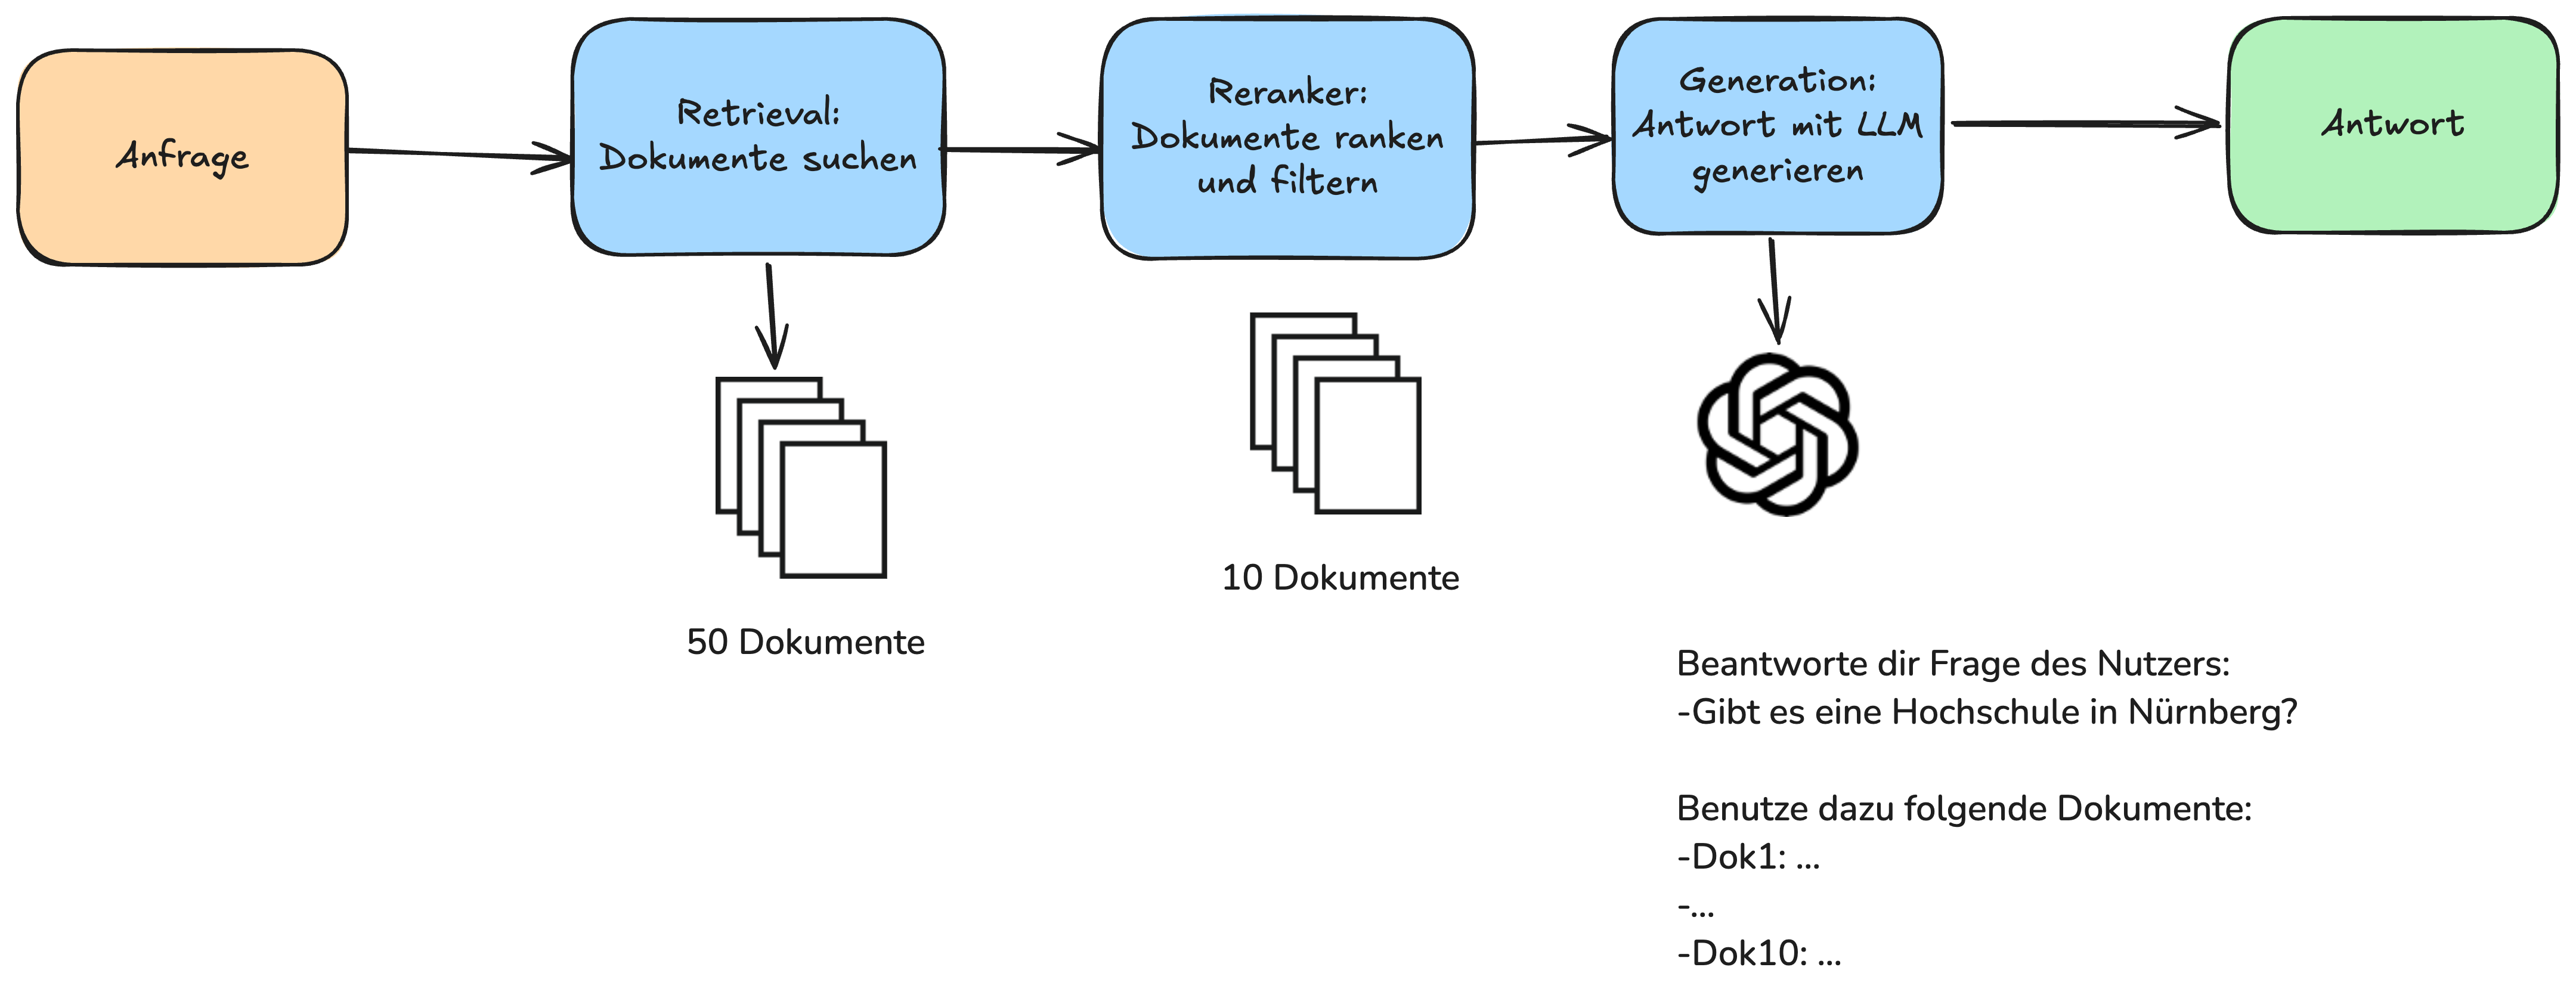 Anfrage
Retrieval:
Dokumente suchen
Reranker:
Dokumente ranken
und filtern
Generation:
Antwort mit LLM
generieren
Antwort
50 Dokumente
10 Dokumente
Beantworte dir Frage des Nutzers:
-Gibt es eine Hochschule in Nürnberg?
Benutze dazu folgende Dokumente:
-Dok1: ...
-...
-Dok10: ...